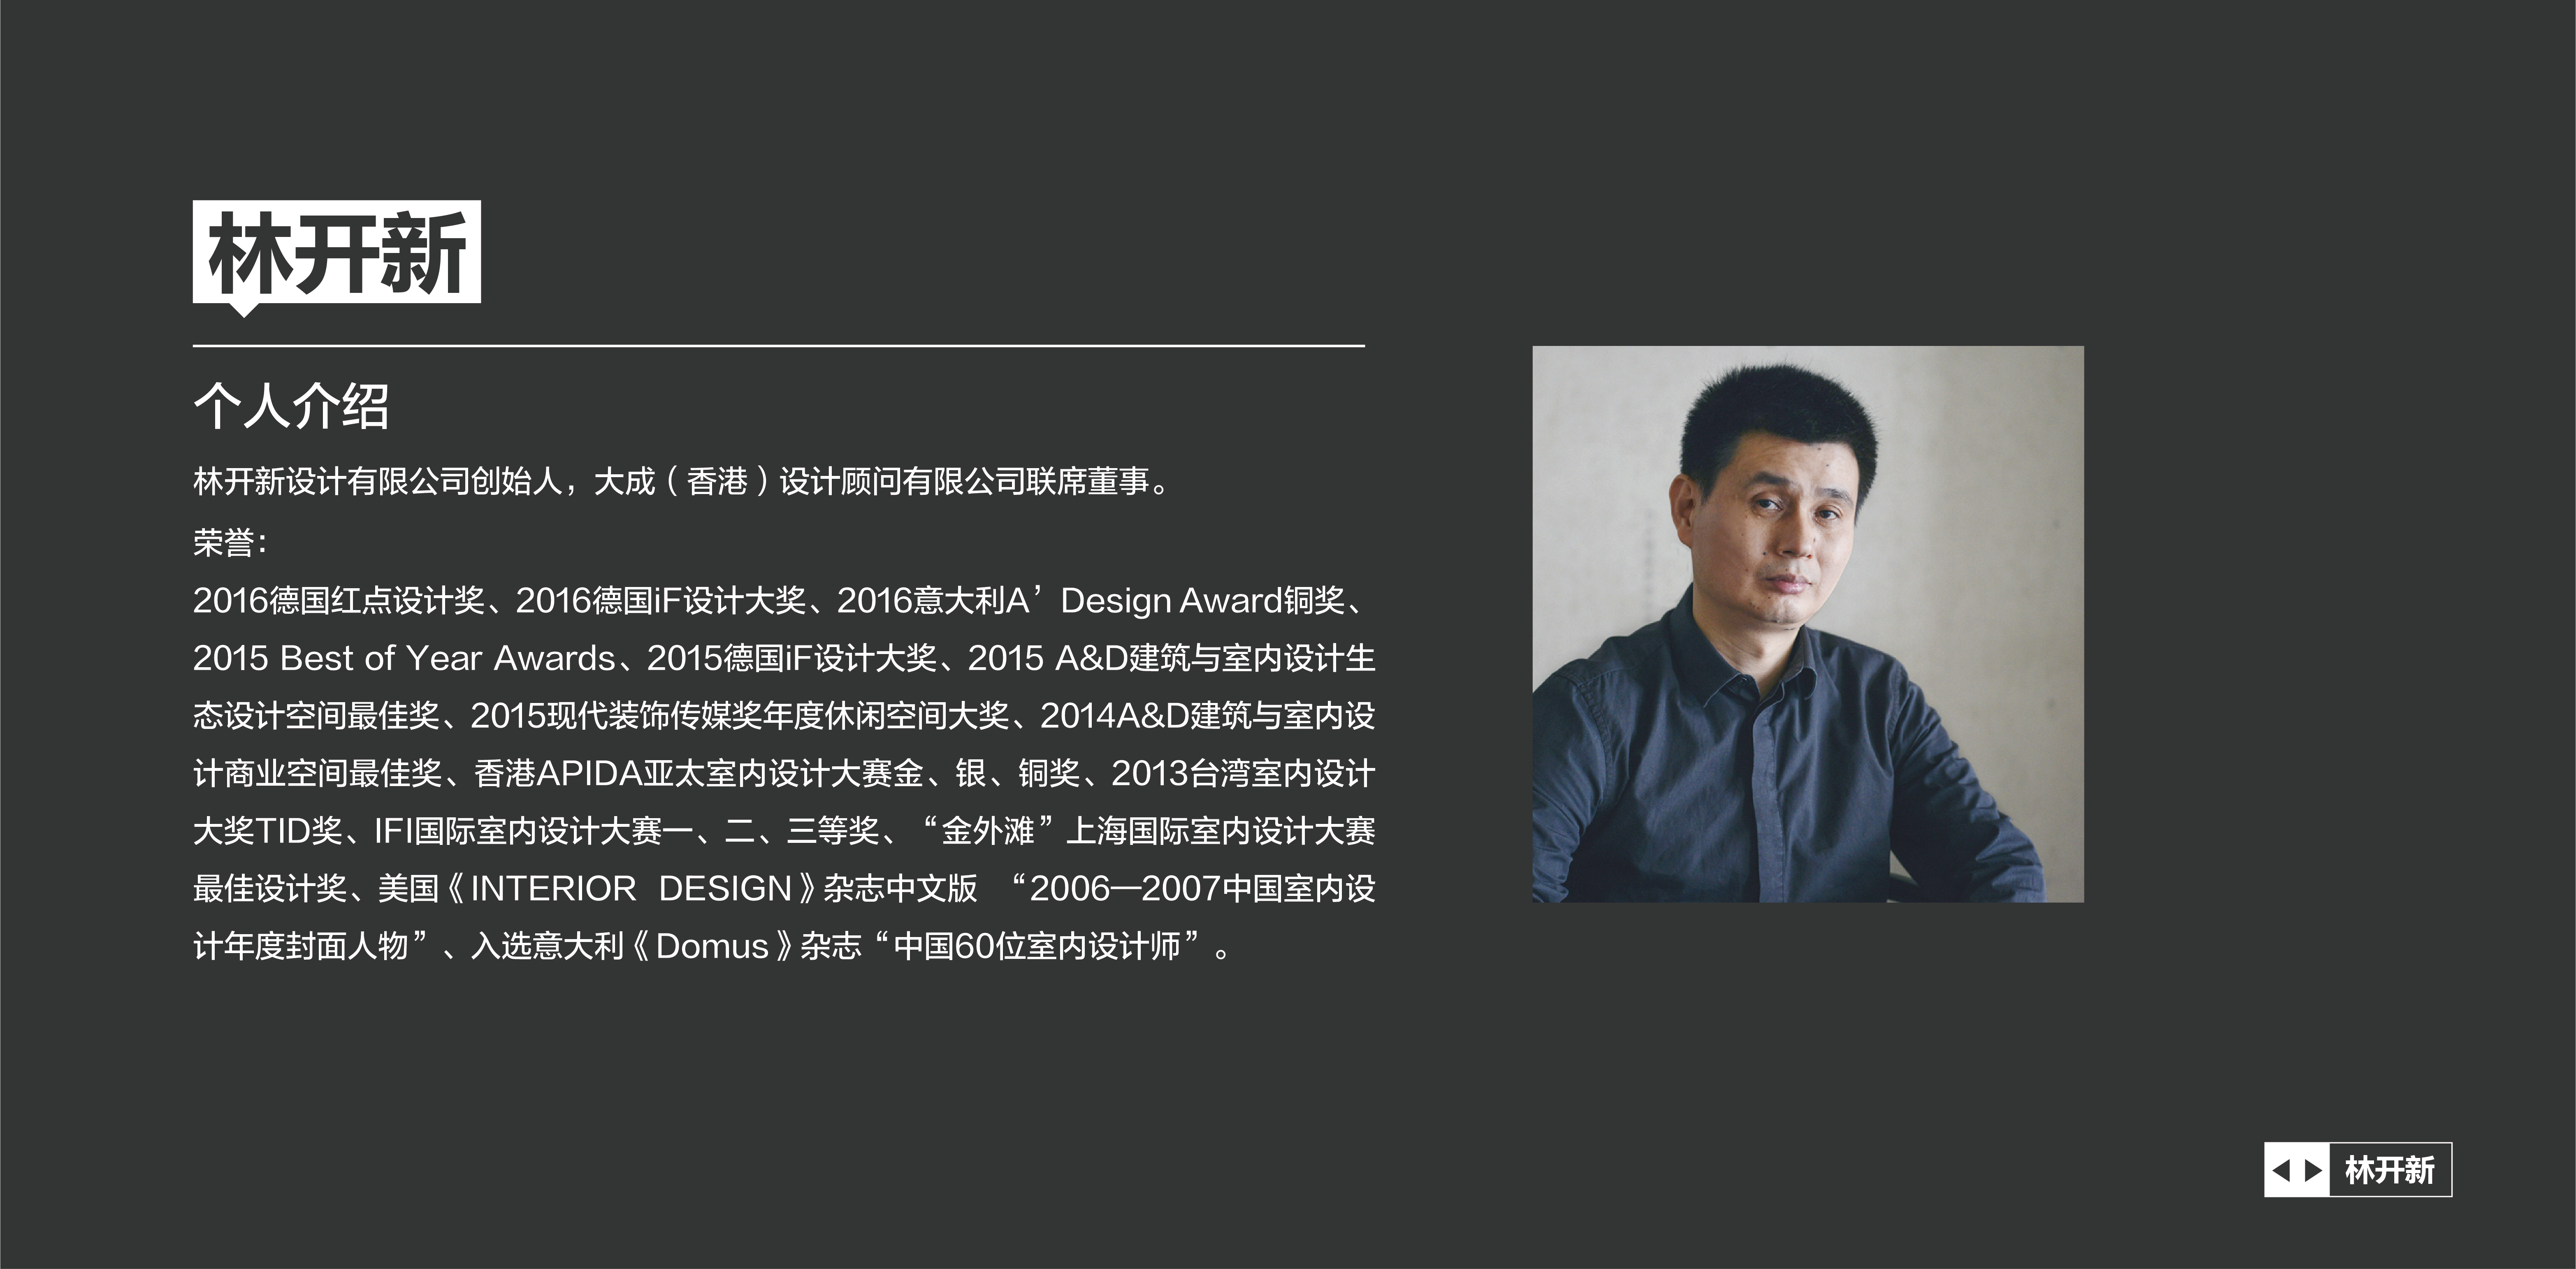 林开新
个人介绍
林开新设计有限公司创始人，大成（香港）设计顾问有限公司联席董事。
荣誉：
2016德国红点设计奖、2016德国iF设计大奖、2016意大利A’Design Award铜奖、
2015 Best of Year Awards、2015德国iF设计大奖、2015 A&D建筑与室内设计生
态设计空间最佳奖、2015现代装饰传媒奖年度休闲空间大奖、2014A&D建筑与室内设
计商业空间最佳奖、香港APIDA亚太室内设计大赛金、银、铜奖、2013台湾室内设计
大奖TID奖、IFI国际室内设计大赛一、二、三等奖、“金外滩”上海国际室内设计大赛
最佳设计奖、美国《INTERIOR DESIGN》杂志中文版 “2006—2007中国室内设
计年度封面人物”、入选意大利《Domus》杂志“中国60位室内设计师”。
林开新